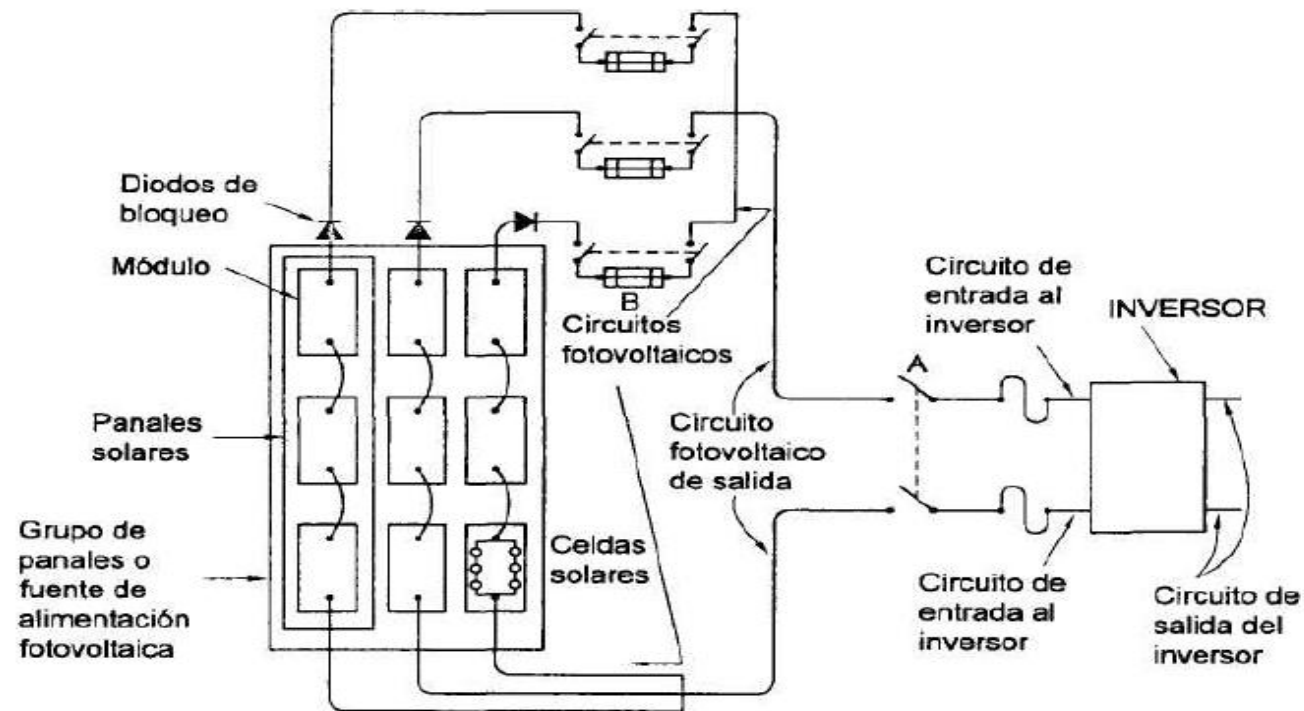 Diodos de
bloqueo
Módulo
Panales
solares
Grupo de
panales o
fuente de
alimentación
fotovoltaica
B
Circuitos
fotovoltaicos
Celdas
solares
Circuito
fotovoltaico
de salida
A
Circuito de
entrada al
inversor
INVERSOR
Circuito de
entrada al
inversor
Circuito de
salida del
inversor